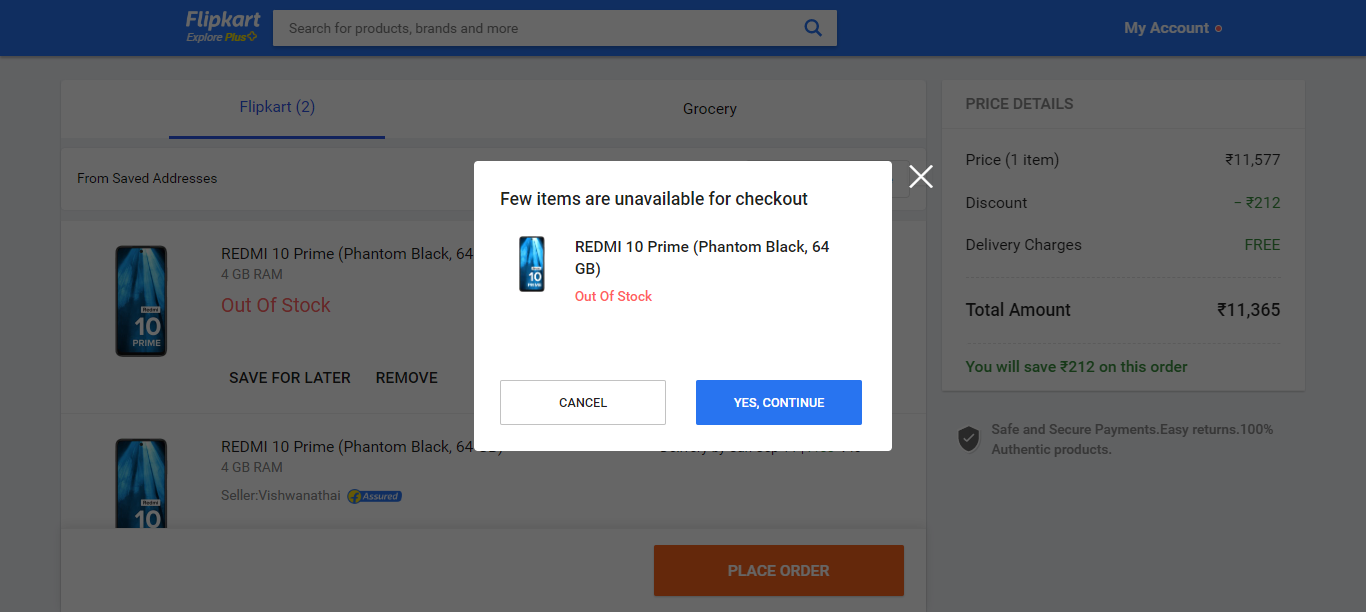 Flipkart
Explore Plus
Search for products, brands and more
My Account
Flipkart (2)
Grocery
From Saved Addresses
REDMI 10 Prime (Phantom Black, 64
4 GB RAM
Out Of Stock
Redmi
10
PRIME
SAVE FOR LATER
REMOVE
REDMI 10 Prime (Phantom Black, 64
4 GB RAM
Seller:Vishwanathai
Assured
Redmi
10
PLACE ORDER
Few items are unavailable for checkout
REDMI 10 Prime (Phantom Black, 64
GB)
Out Of Stock
10
PRIME
CANCEL
YES, CONTINUE
PRICE DETAILS
Price (1 item)
₹11,577
Discount
− ₹212
Delivery Charges
FREE
Total Amount
₹11,365
You will save ₹212 on this order
Safe and Secure Payments.Easy returns.100%
Authentic products.